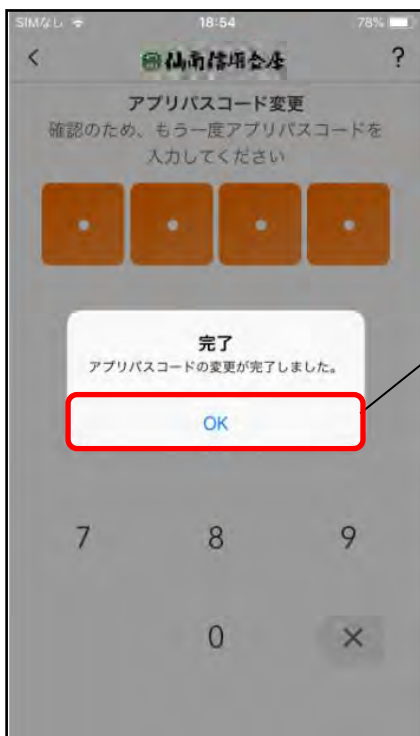 SIMなし 18:54 78%
< 仙南信用金庫 ?
アプリパスコード変更
確認のため、もう一度アプリパスコードを
入力してください
完了
アプリパスコードの変更が完了しました。
OK
7 8 9
0 ×